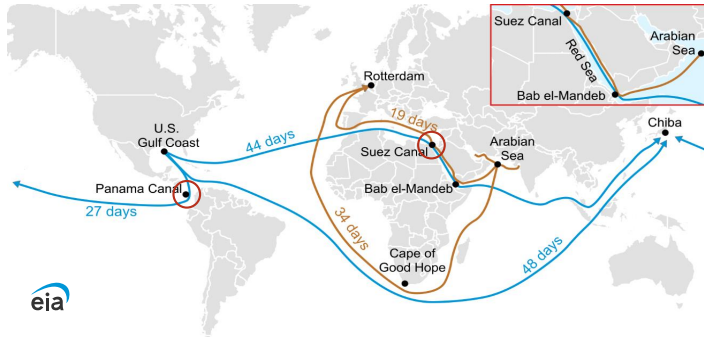 Suez Canal
Red Sea
Arabian
Sea
Bab el-Mandeb
Rotterdam
19 days
U.S.
Gulf Coast
44 days
Suez Canal
Arabian
Sea
Chiba
Panama Canal
Bab el-Mandeb
27 days
34 days
Cape of
Good Hope
48 days
eia